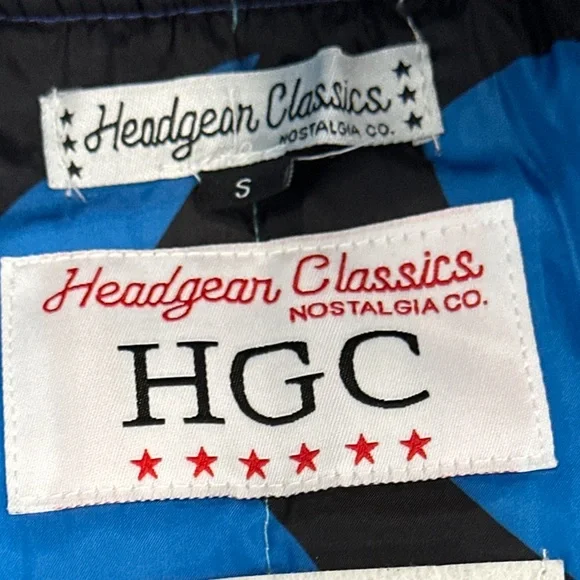 Headgear Classics
NOSTALGIA CO.
S
Headgear Classics
NOSTALGIA CO.
HGC